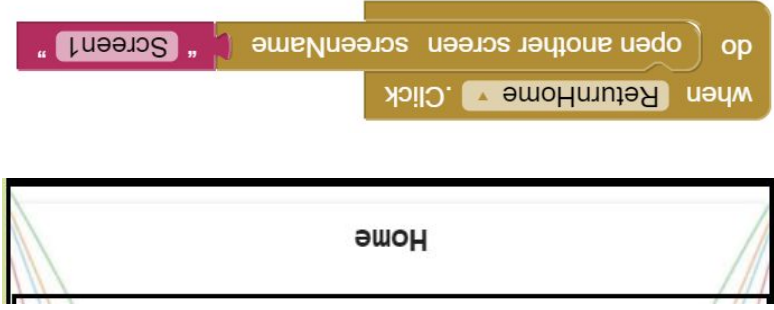 Home
when ReturnHome .Click
do open another screen screenName " Screen1 "